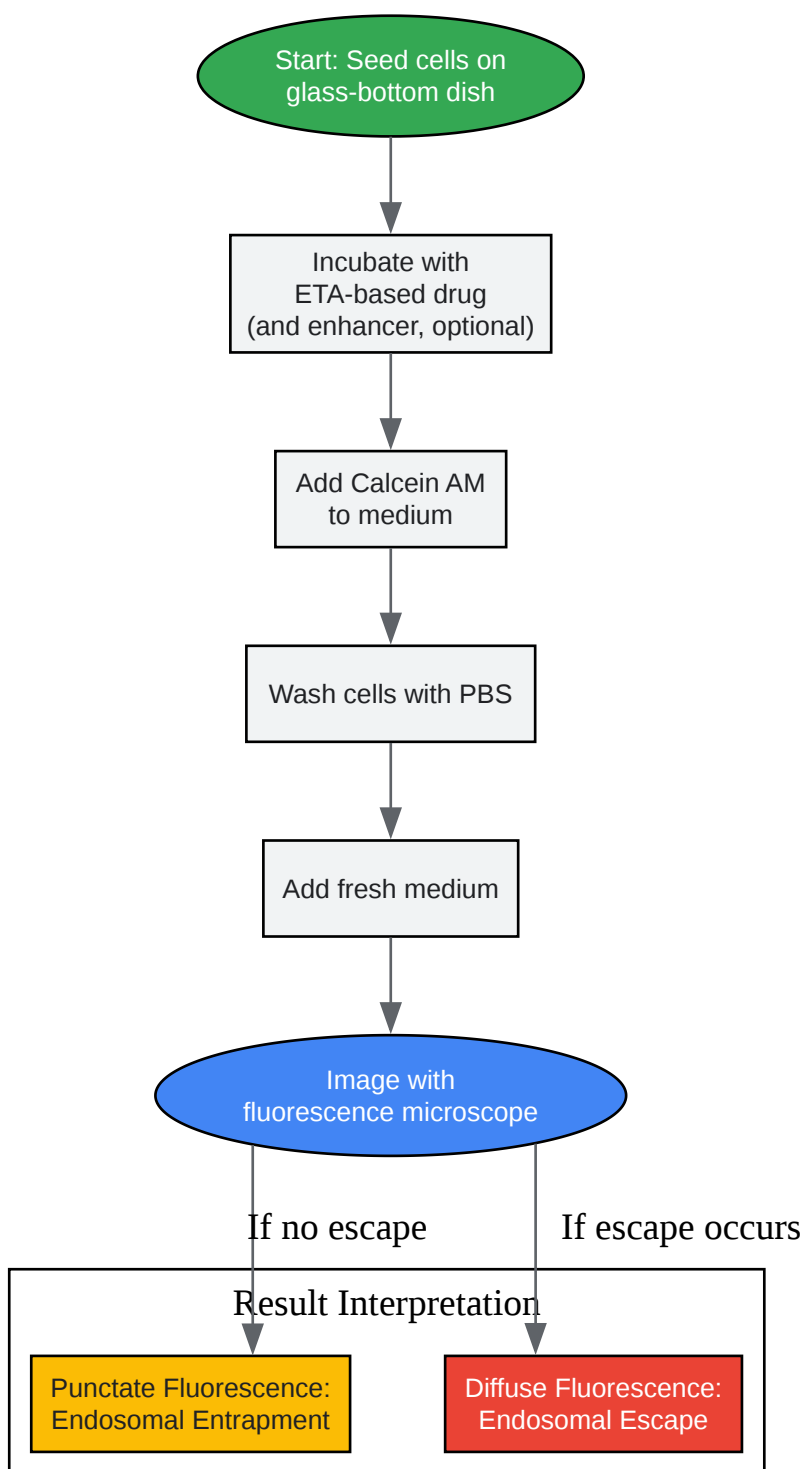 Start: Seed cells on
glass-bottom dish
Incubate with
ETA-based drug
(and enhancer, optional)
Add Calcein AM
to medium
Wash cells with PBS
Add fresh medium
Image with
fluorescence microscope
If no escape
If escape occurs
Result Interpretation
Punctate Fluorescence:
Endosomal Entrapment
Diffuse Fluorescence:
Endosomal Escape